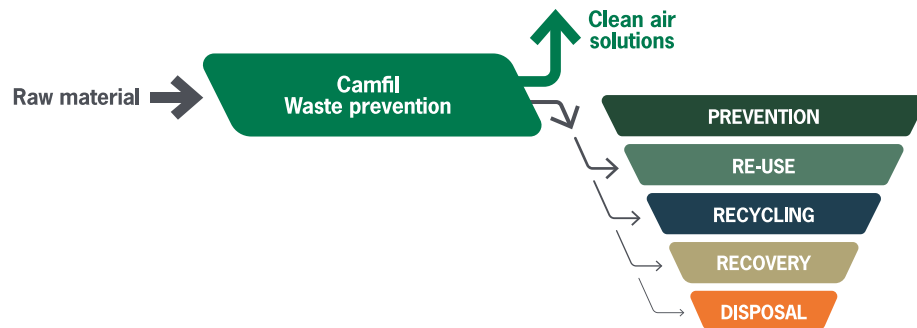 Clean air
solutions
Raw material
Camfil
Waste prevention
PREVENTION
RE-USE
RECYCLING
RECOVERY
DISPOSAL